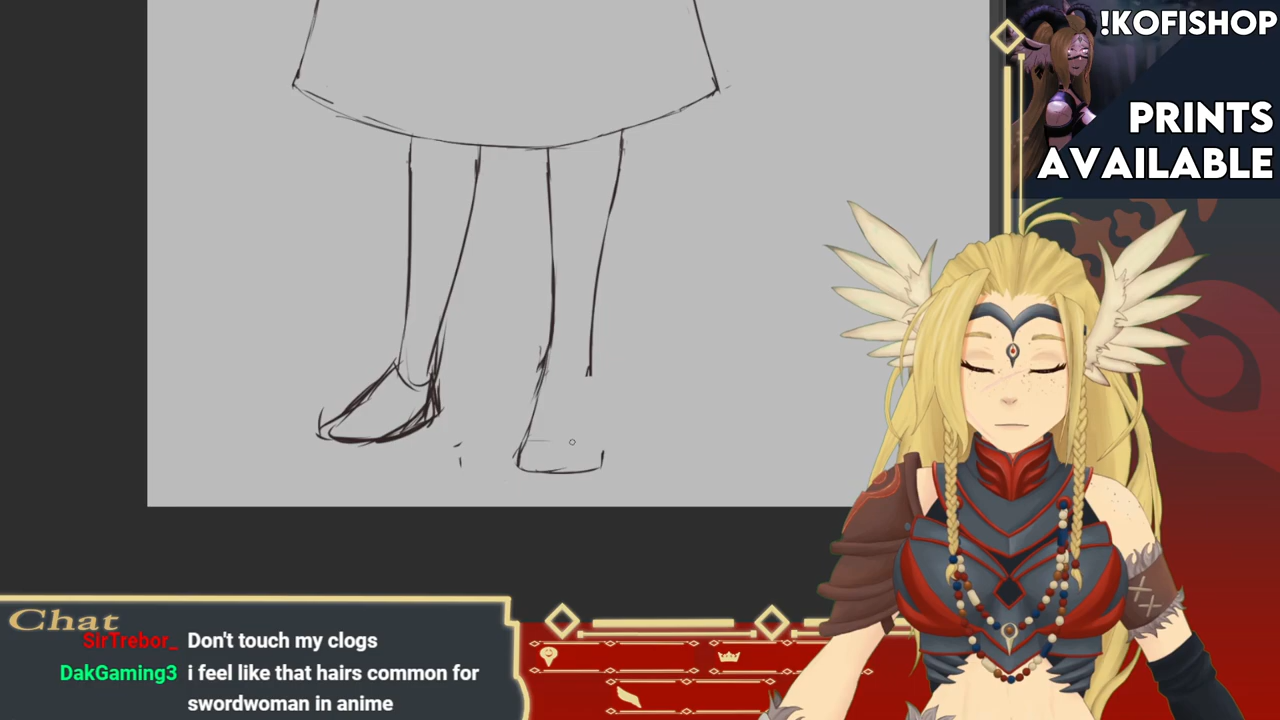 !KOFISHOP
PRINTS
AVAILABLE
Chat
SirTrebor_ Don't touch my clogs
DakGaming3 i feel like that hairs common for
swordwoman in anime